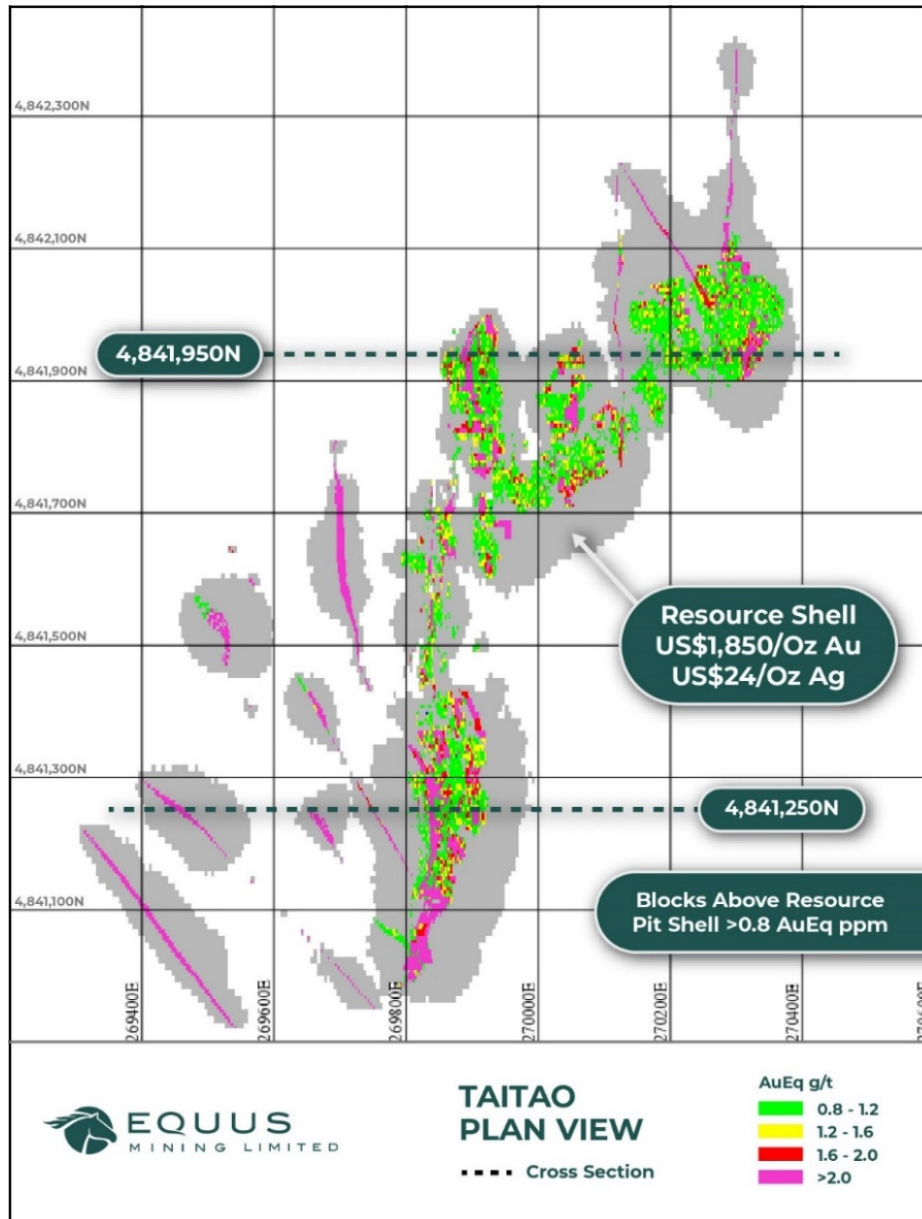 4,842,300N
4,842,100N
4,841,950N
4,841,900N
4,841,700N
Resource Shell
US$1,850/Oz Au
US$24/Oz Ag
4,841,500N
4,841,300N
4,841,250N
4,841,100N
Blocks Above Resource
Pit Shell >0.8 AuEq ppm
269400E
269600E
269800E
270000E
270200E
270400E
EQUUS
MINING LIMITED
TAITAO
PLAN VIEW
Cross Section
AuEq g/t
0.8 - 1.2
1.2 - 1.6
1.6 - 2.0
>2.0